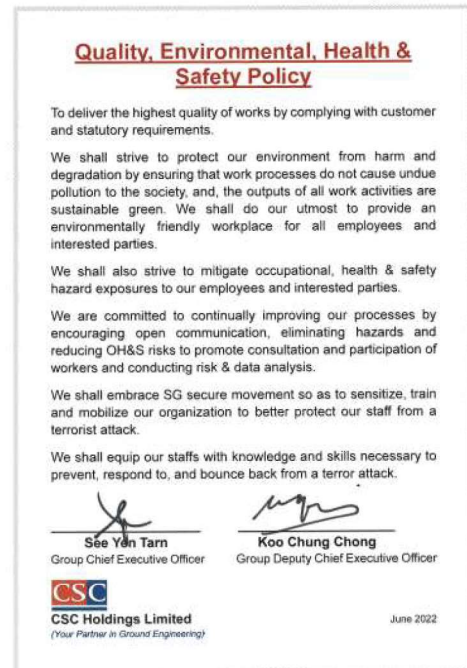 Quality, Environmental, Health &
Safety Policy
To deliver the highest quality of works by complying with customer
and statutory requirements.
We shall strive to protect our environment from harm and
degradation by ensuring that work processes do not cause undue
pollution to the society, and, the outputs of all work activities are
sustainable green. We shall do our utmost to provide an
environmentally friendly workplace for all employees and
interested parties.
We shall also strive to mitigate occupational, health & safety
hazard exposures to our employees and interested parties.
We are committed to continually improving our processes by
encouraging open communication, eliminating hazards and
reducing OH&S risks to promote consultation and participation of
workers and conducting risk & data analysis.
We shall embrace SG secure movement so as to sensitize, train
and mobilize our organization to better protect our staff from a
terrorist attack.
We shall equip our staffs with knowledge and skills necessary to
prevent, respond to, and bounce back from a terror attack.
See Yen Tarn Koo Chung Chong
Group Chief Executive Officer Group Deputy Chief Executive Officer
CSC
CSC Holdings Limited June 2022
(Your Partner in Ground Engineering)